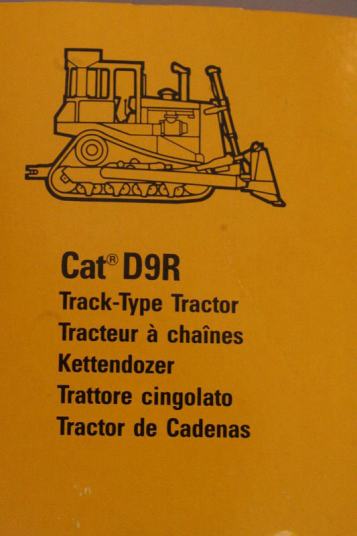 Cat® D9R
Track-Type Tractor
Tracteur à chaînes
Kettendozer
Trattore cingolato
Tractor de Cadenas